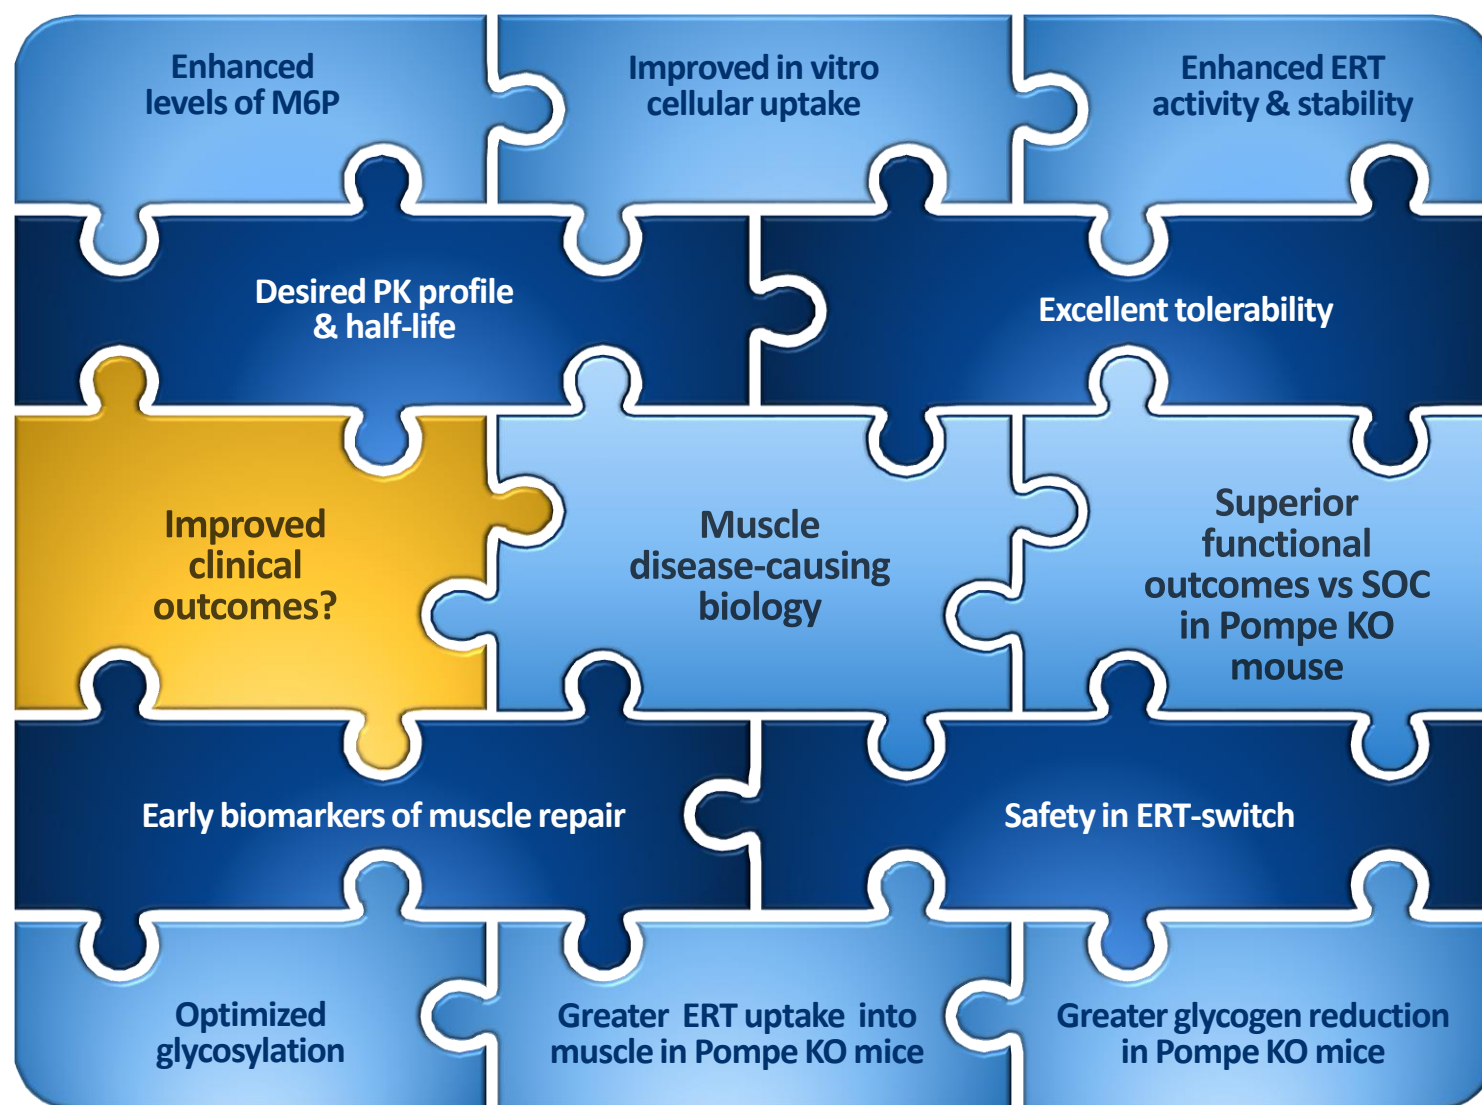 Enhanced
levels of M6P
Improved in vitro
cellular uptake
Enhanced ERT
activity & stability
Desired PK profile
& half-life
Excellent tolerability
Improved
clinical
outcomes?
Muscle
disease-causing
biology
Superior
functional
outcomes vs SOC
in Pompe KO
mouse
Early biomarkers of muscle repair
Safety in ERT-switch
Optimized
glycosylation
Greater ERT uptake into
muscle in Pompe KO mice
Greater glycogen reduction
in Pompe KO mice